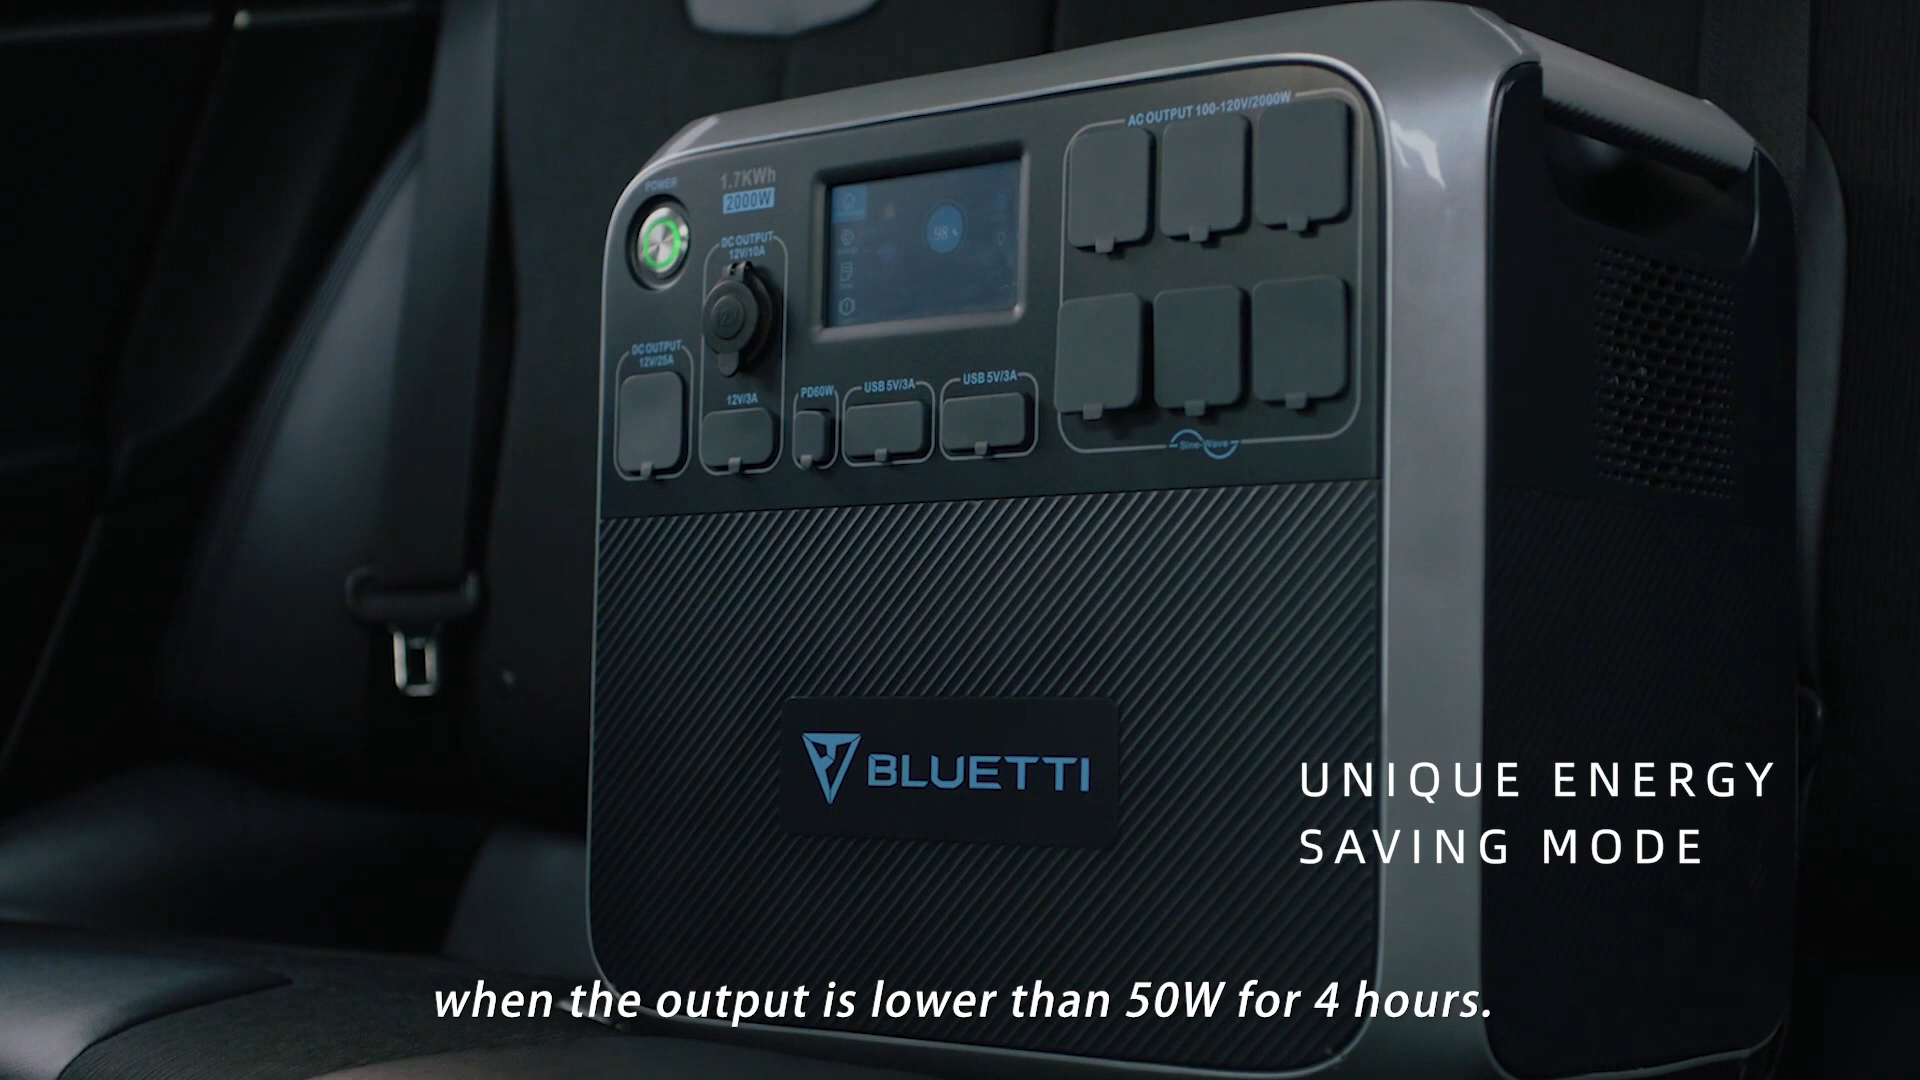 POWER
1.7KWh
2000W
DC OUTPUT
12V/10A
12V
DC OUTPUT
12V/25A
12V/3A
PD60W
USB 5V/3A
USB 5V/3A
98 %
AC OUTPUT 100-120V/2000W
Sine-Wave
BLUETTI
UNIQUE ENERGY
SAVING MODE
when the output is lower than 50W for 4 hours.